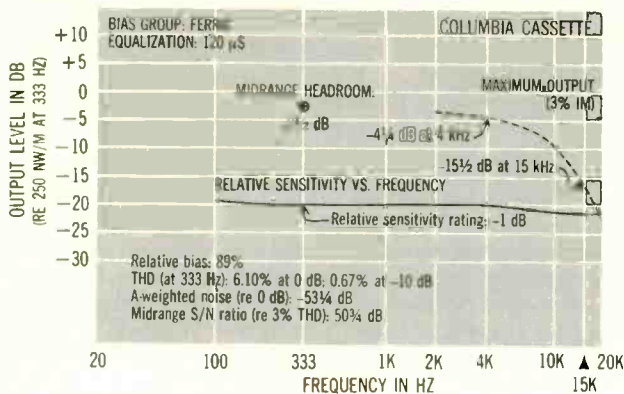 +10
+5
0
−5
−10
−15
−20
−25
−30
OUTPUT LEVEL IN DB
(RE 250 NW/M AT 333 HZ)
BIAS GROUP:
EQUALIZATION: 120 µS
COLUMBIA CASSETTE
MIDRANGE HEADROOM:
dB
MAXIMUM OUTPUT
(3% IM)
-4¼ dB at 4 kHz
-15½ dB at 15 kHz
RELATIVE SENSITIVITY VS. FREQUENCY
Relative sensitivity rating: -1 dB
Relative bias: 89%
THD (at 333 Hz): 6.10% at 0 dB; 0.67% at -10 dB
A-weighted noise (re 0 dB): -53¼ dB
Midrange S/N ratio (re 3% THD): 50¾ dB
20 100 333 1K 2K 4K 10K 20K
15K
FREQUENCY IN HZ